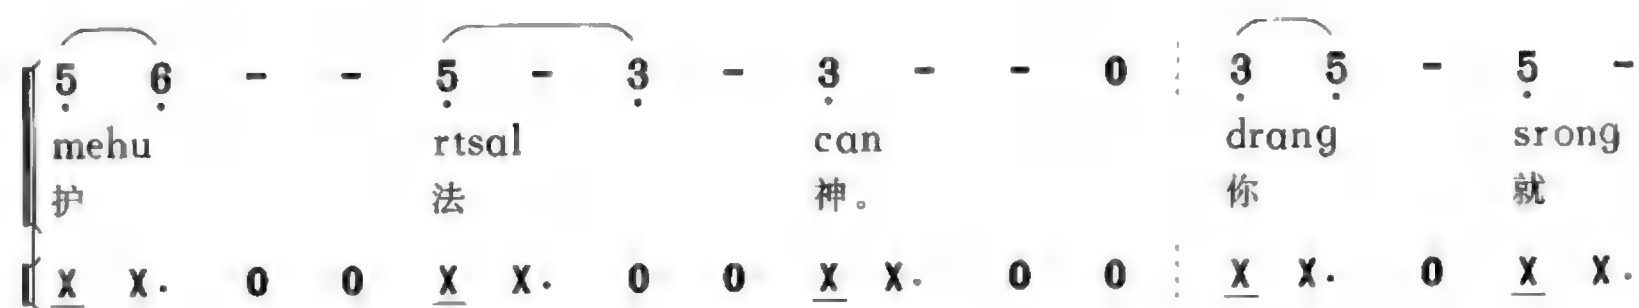 5 6 - - 5 - 3 - 3 - - 0 3 5 - 5 -
mehu rtsal can drang srong
护 法 神。 你 就
X X. 0 0 X X. 0 0 X X. 0 0 X X. 0 X X.